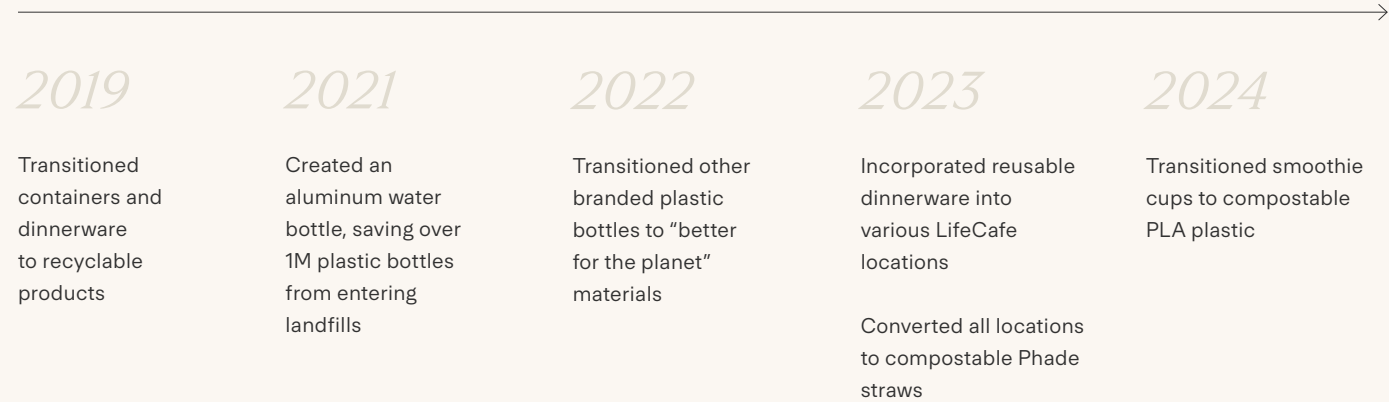 2019
Transitioned
containers and
dinnerware
to recyclable
products
2021
Created an
aluminum water
bottle, saving over
1M plastic bottles
from entering
landfills
2022
Transitioned other
branded plastic
bottles to “better
for the planet”
materials
2023
Incorporated reusable
dinnerware into
various LifeCafe
locations
Converted all locations
to compostable Phade
straws
2024
Transitioned smoothie
cups to compostable
PLA plastic